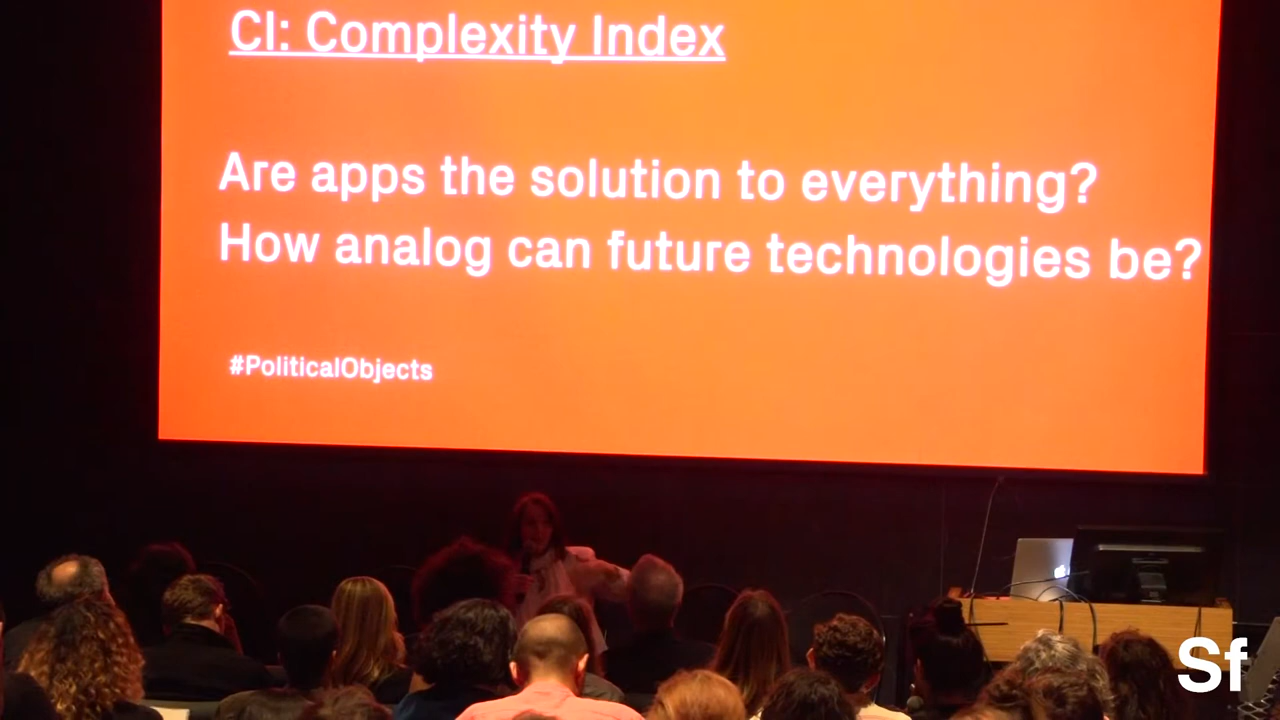 CI: Complexity Index
Are apps the solution to everything?
How analog can future technologies be?
#PoliticalObjects
Sf